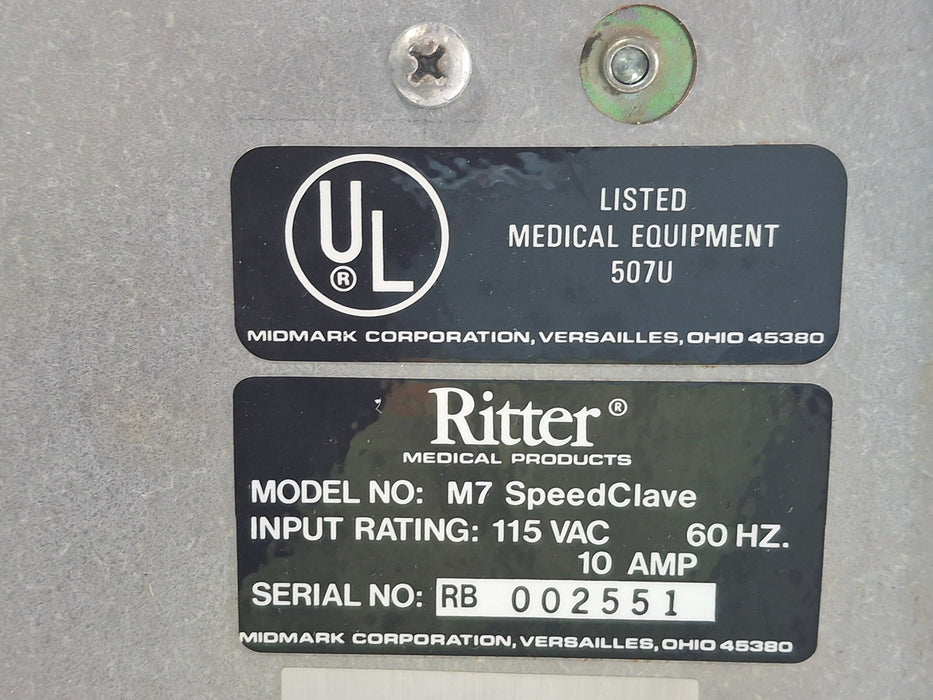 UL®
LISTED
MEDICAL EQUIPMENT
507U
MIDMARK CORPORATION, VERSAILLES, OHIO 45380
Ritter®
MEDICAL PRODUCTS
MODEL NO: M7 SpeedClave
INPUT RATING: 115 VAC 60 HZ.
10 AMP
SERIAL NO: RB 002551
MIDMARK CORPORATION, VERSAILLES, OHIO 45380